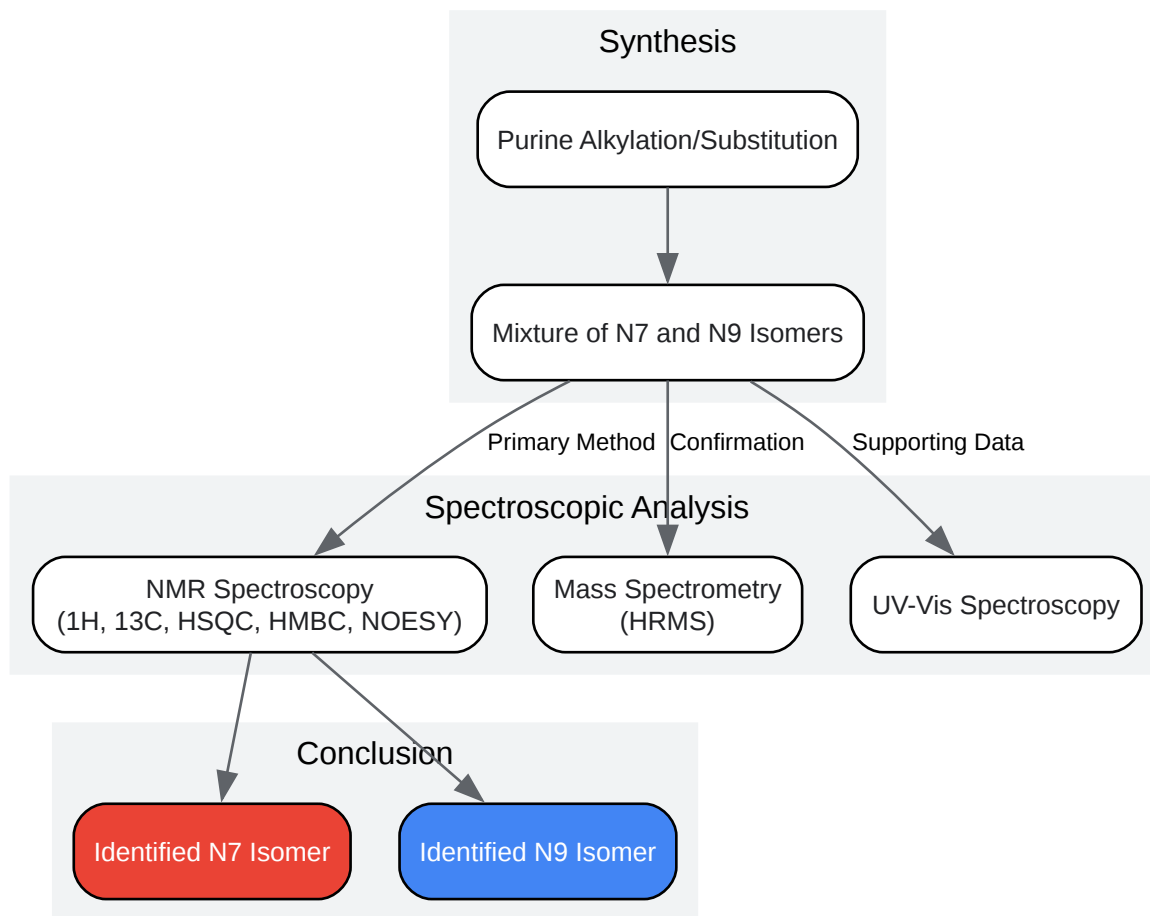 Synthesis
Purine Alkylation/Substitution
Mixture of N7 and N9 Isomers
Primary Method
Confirmation
Supporting Data
Spectroscopic Analysis
NMR Spectroscopy
(1H, 13C, HSQC, HMBC, NOESY)
Mass Spectrometry
(HRMS)
UV-Vis Spectroscopy
Conclusion
Identified N7 Isomer
Identified N9 Isomer